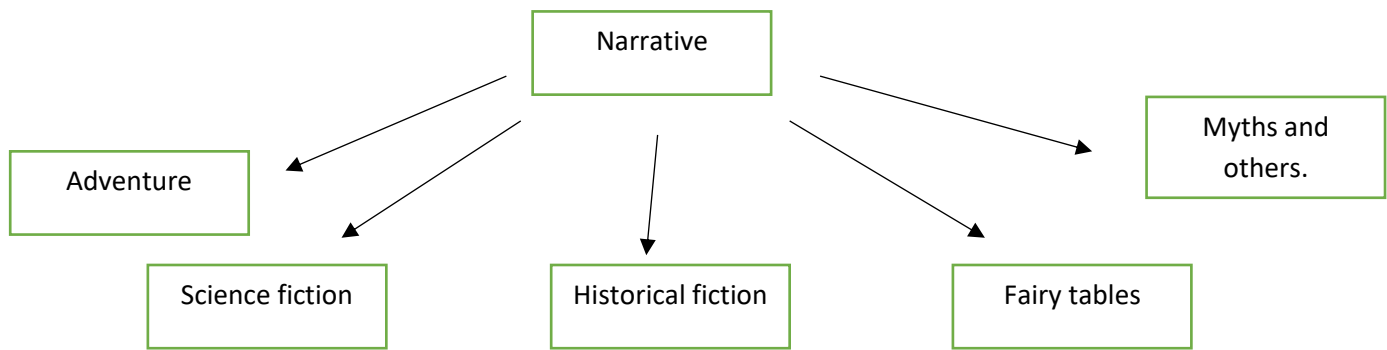 Narrative
Myths and
others.
Adventure
Science fiction
Historical fiction
Fairy tables